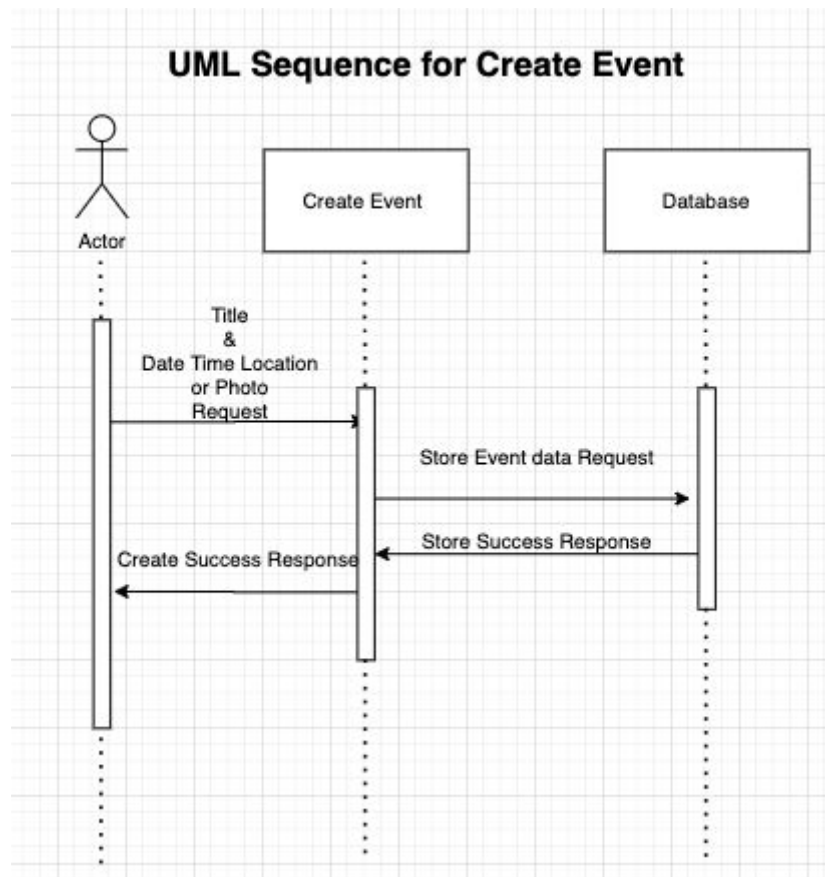 UML Sequence for Create Event
Actor
Create Event
Database
Title
&
Date Time Location
or Photo
Request
Store Event data Request
Store Success Response
Create Success Response